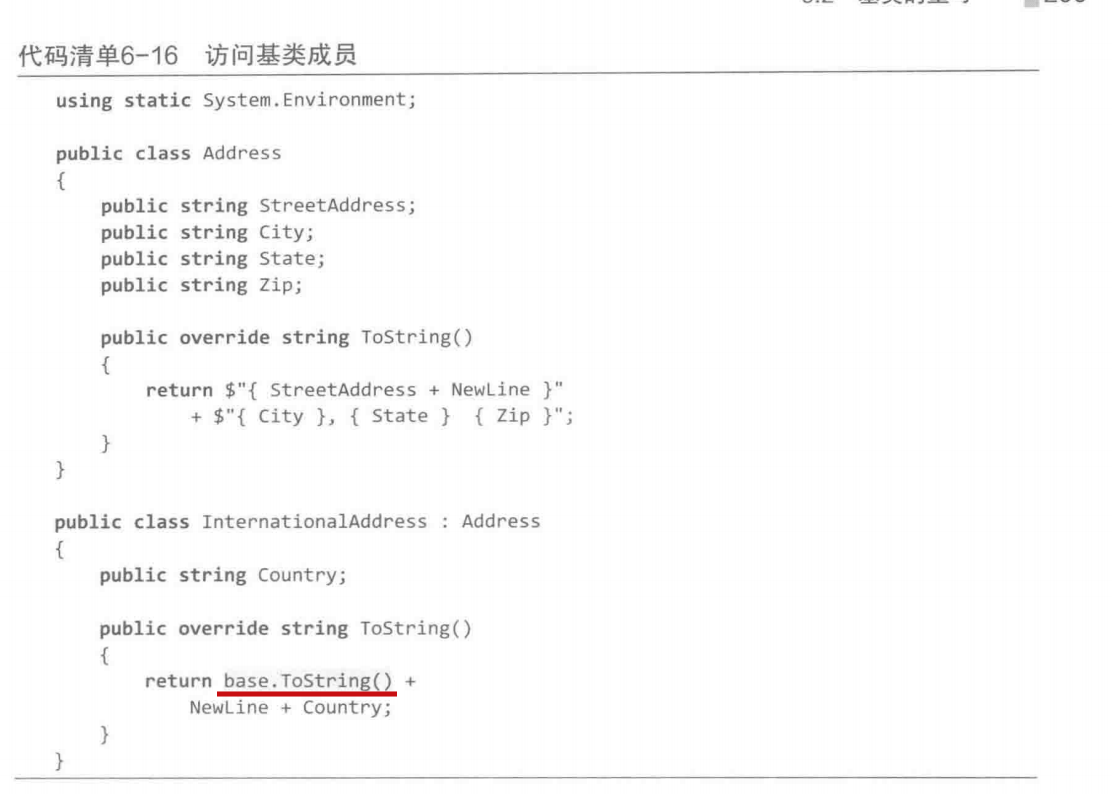 代码清单6-16 访问基类成员
using static System.Environment;
public class Address
{
public string StreetAddress;
public string City;
public string State;
public string Zip;
public override string ToString()
{
return $"{ StreetAddress + NewLine }"
+ $"{ City }, { State }  { Zip }";
}
}
public class InternationalAddress : Address
{
public string Country;
public override string ToString()
{
return base.ToString() +
NewLine + Country;
}
}